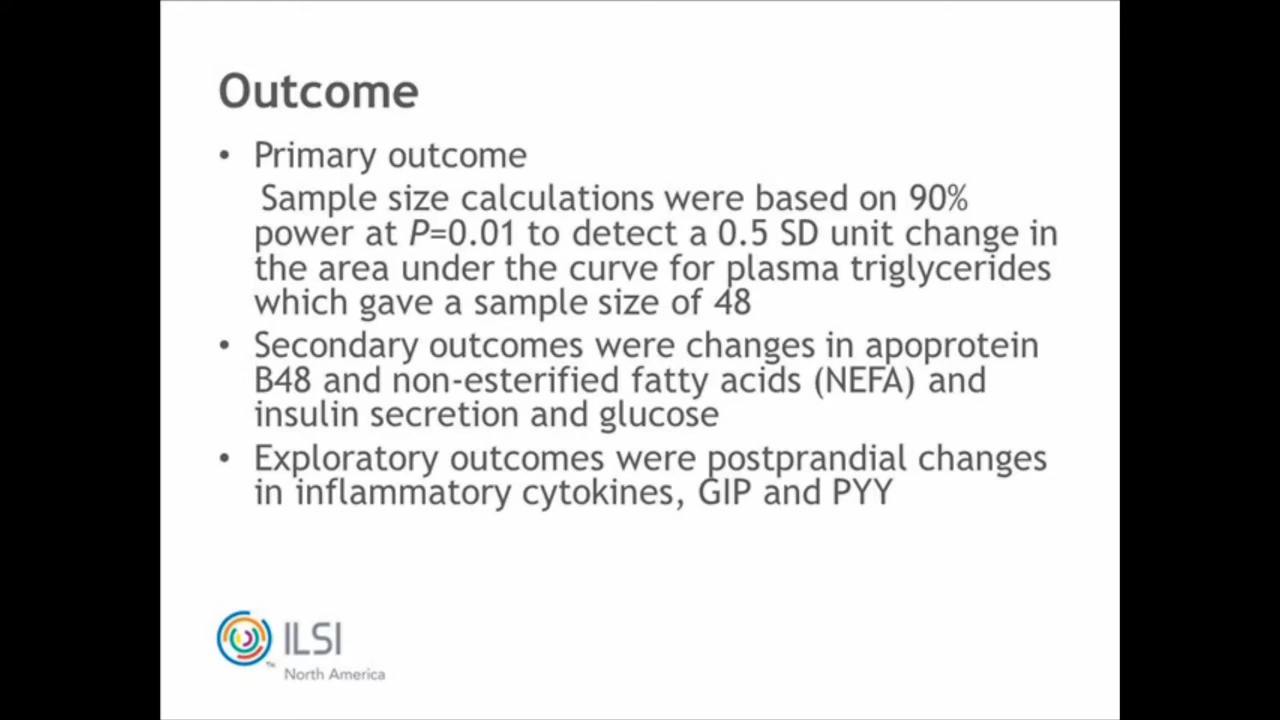 Outcome
• Primary outcome
Sample size calculations were based on 90%
power at P=0.01 to detect a 0.5 SD unit change in
the area under the curve for plasma triglycerides
which gave a sample size of 48
• Secondary outcomes were changes in apoprotein
B48 and non-esterified fatty acids (NEFA) and
insulin secretion and glucose
• Exploratory outcomes were postprandial changes
in inflammatory cytokines, GIP and PYY
ILSI
™
North America